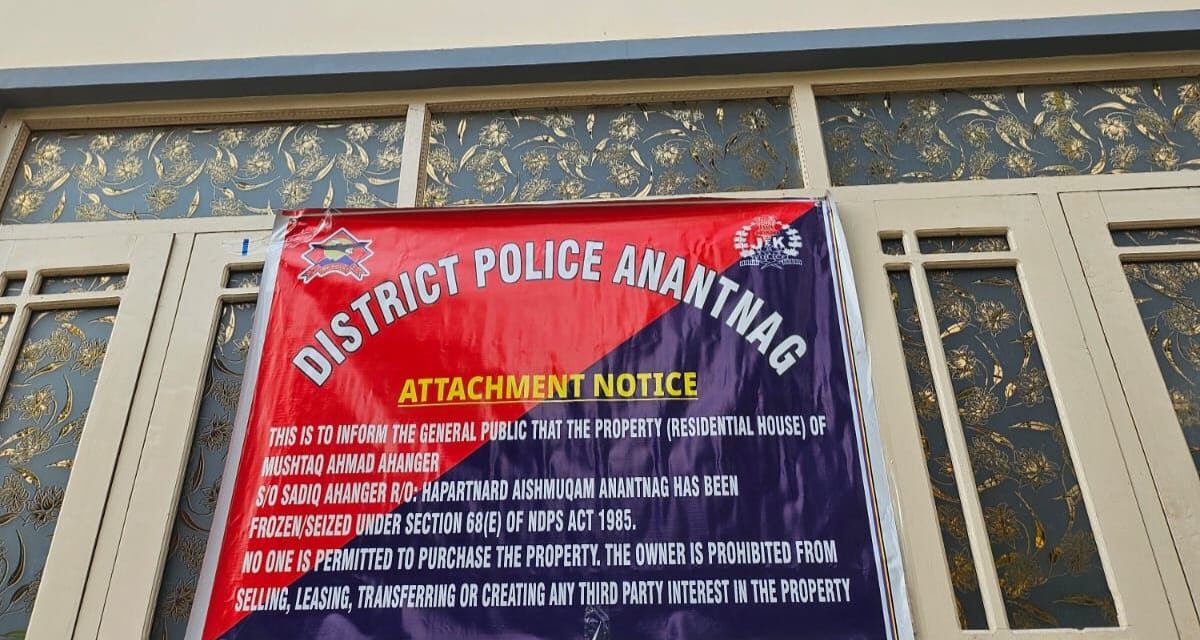 DISTRICT POLICE ANANTNAG
J&K
ATTACHMENT NOTICE
THIS IS TO INFORM THE GENERAL PUBLIC THAT THE PROPERTY (RESIDENTIAL HOUSE) OF
MUSHTAQ AHMAD AHANGER
S/O SADIQ AHANGER R/O: HAPARTNARD AISHMUQAM ANANTNAG HAS BEEN
FROZEN/SEIZED UNDER SECTION 68(E) OF NDPS ACT 1985.
NO ONE IS PERMITTED TO PURCHASE THE PROPERTY. THE OWNER IS PROHIBITED FROM
SELLING, LEASING, TRANSFERRING OR CREATING ANY THIRD PARTY INTEREST IN THE PROPERTY